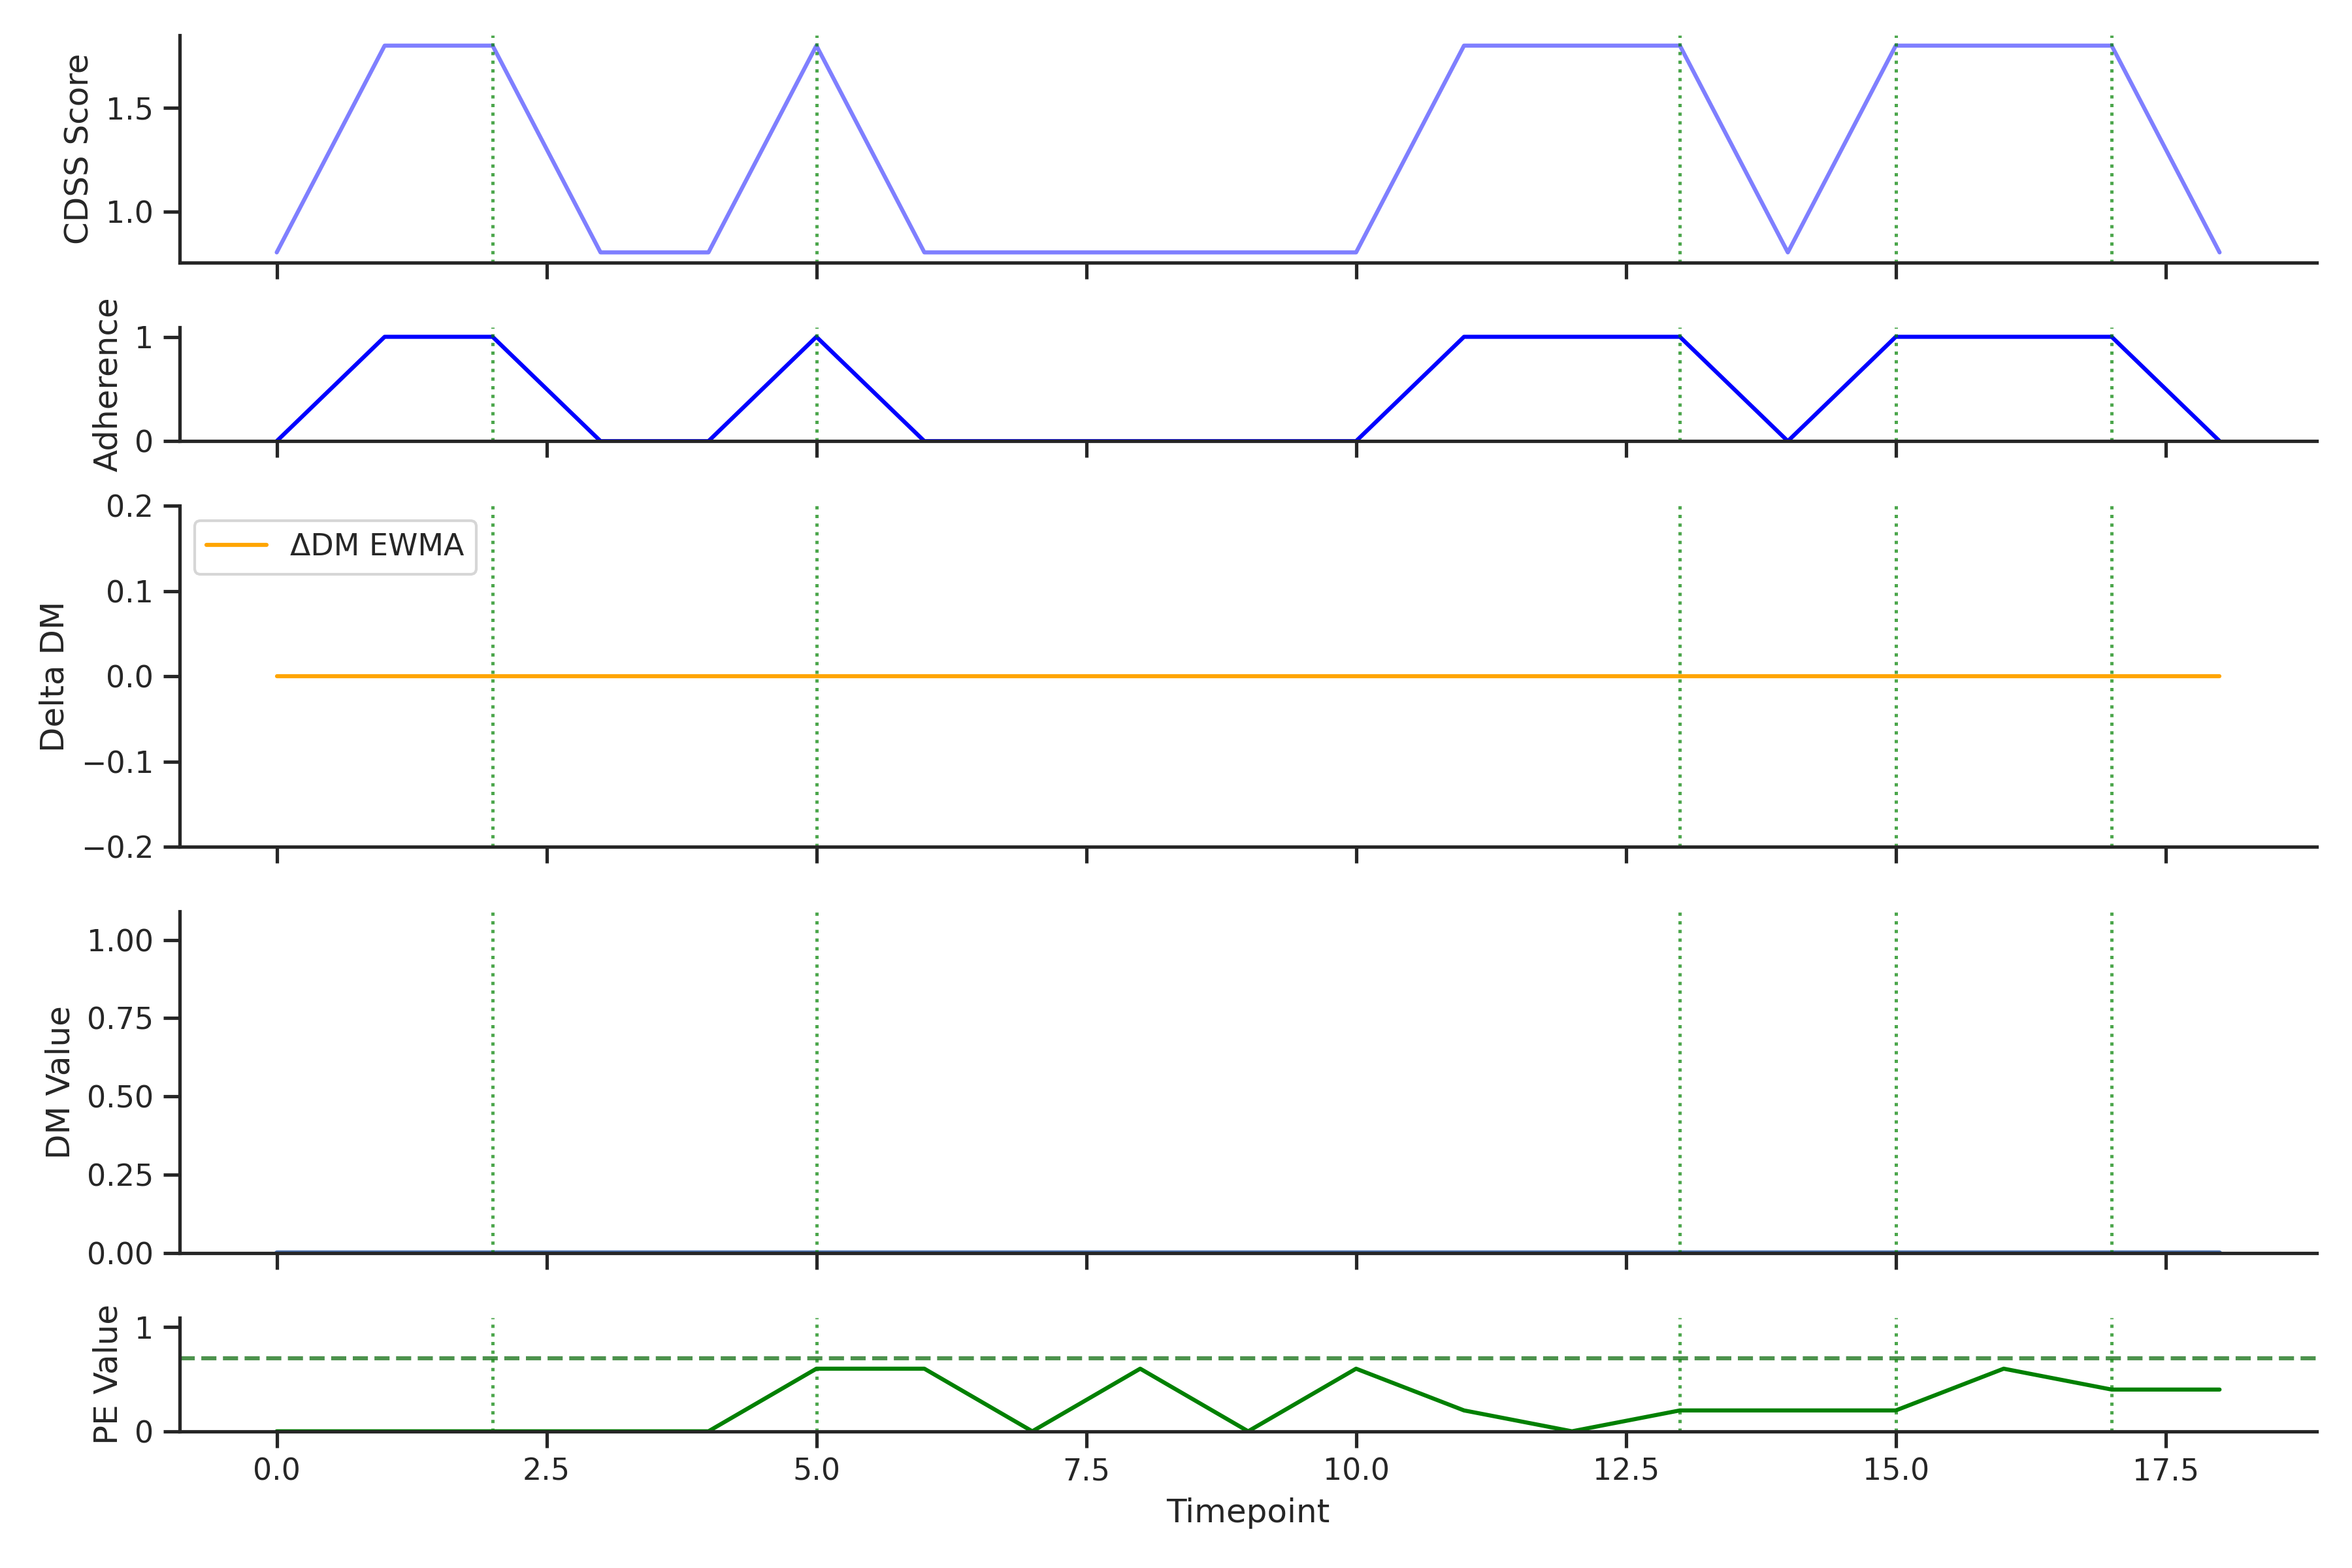 CDSS Score
1.5
1.0
Adherence
1
0
0.2
ΔDM EWMA
0.1
Delta DM
0.0
−0.1
−0.2
1.00
DM Value
0.75
0.50
0.25
0.00
PE Value
1
0
0.0 2.5 5.0 7.5 10.0 12.5 15.0 17.5
Timepoint